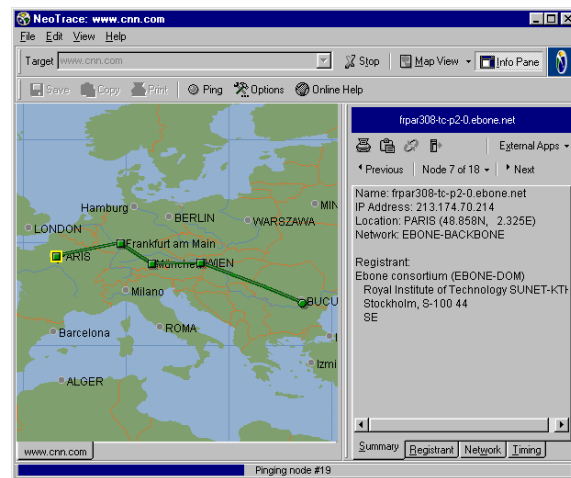 NeoTrace: www.cnn.com
File Edit View Help
Target www.cnn.com Stop Map View Info Pane
Save Copy Print Ping Options Online Help
frpar308-tc-p2-0.ebone.net
External Apps
Previous Node 7 of 18 Next
Name: frpar308-tc-p2-0.ebone.net
IP Address: 213.174.70.214
Location: PARIS (48.858N, 2.325E)
Network: EBONE-BACKBONE
Registrant:
Ebone consortium (EBONE-DOM)
Royal Institute of Technology SUNET-KTH
Stockholm, S-100 44
SE
Hamburg
BERLIN
MIN
WARSZAWA
LONDON
Frankfurt am Main
PARIS
München
WIEN
Milano
BUCU
Barcelona
ROMA
Izmi
ALGER
www.cnn.com
Summary Registrant Network Timing
Pinging node #19